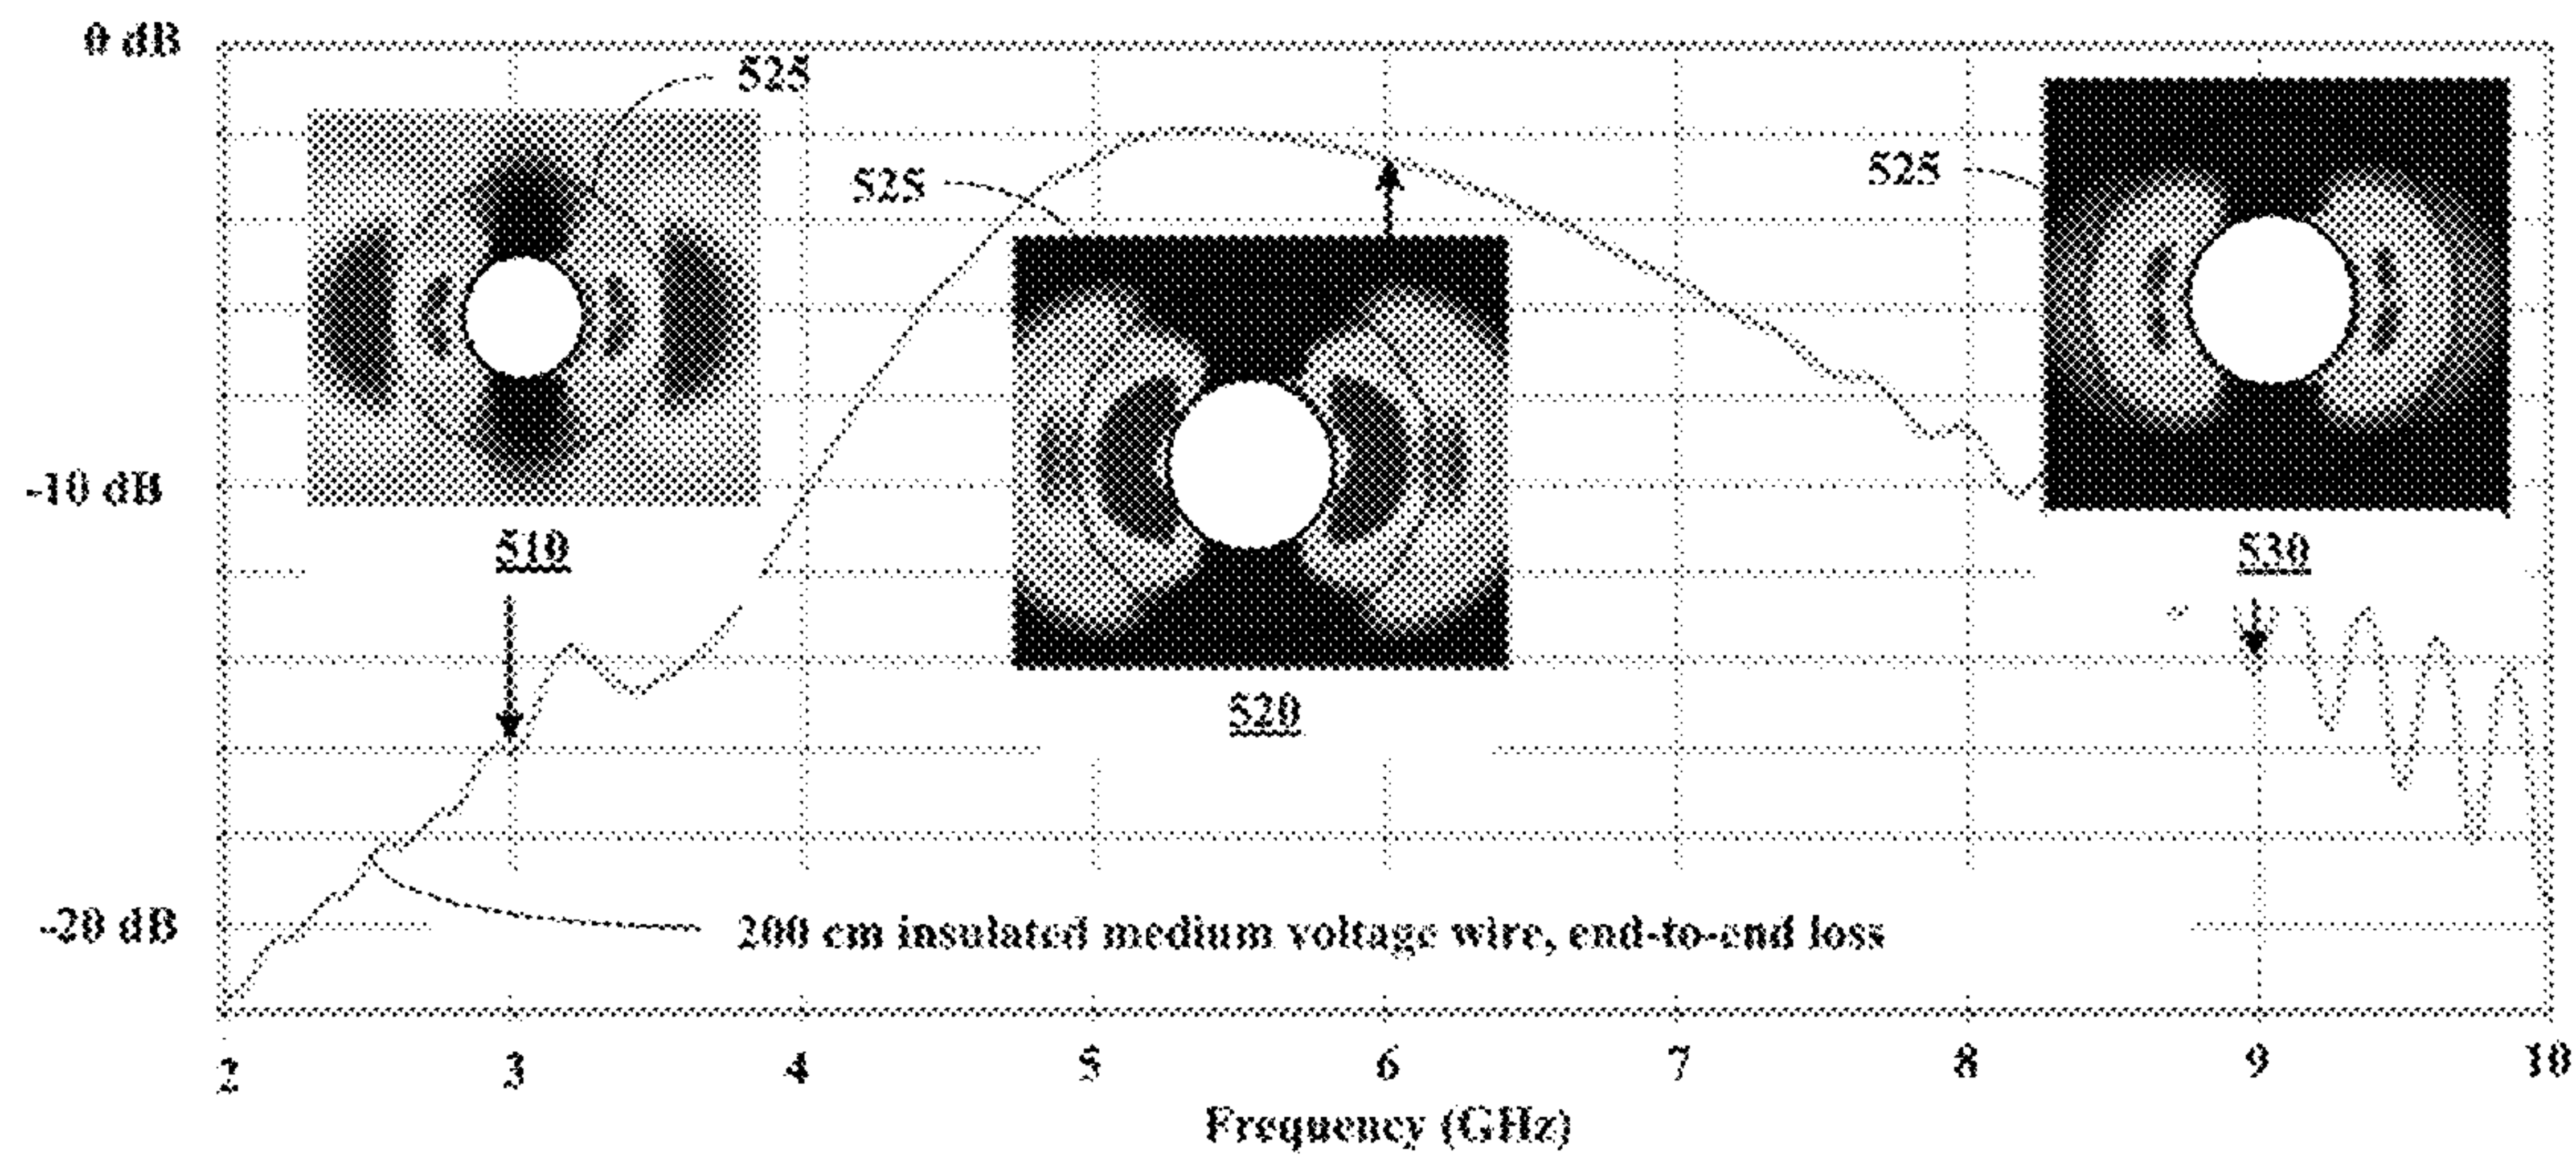 0 dB
525
525
525
-10 dB
510
530
520
-20 dB
200 cm insulated medium voltage wire, end-to-end loss
2 3 4 5 6 7 8 9 10
Frequency (GHz)